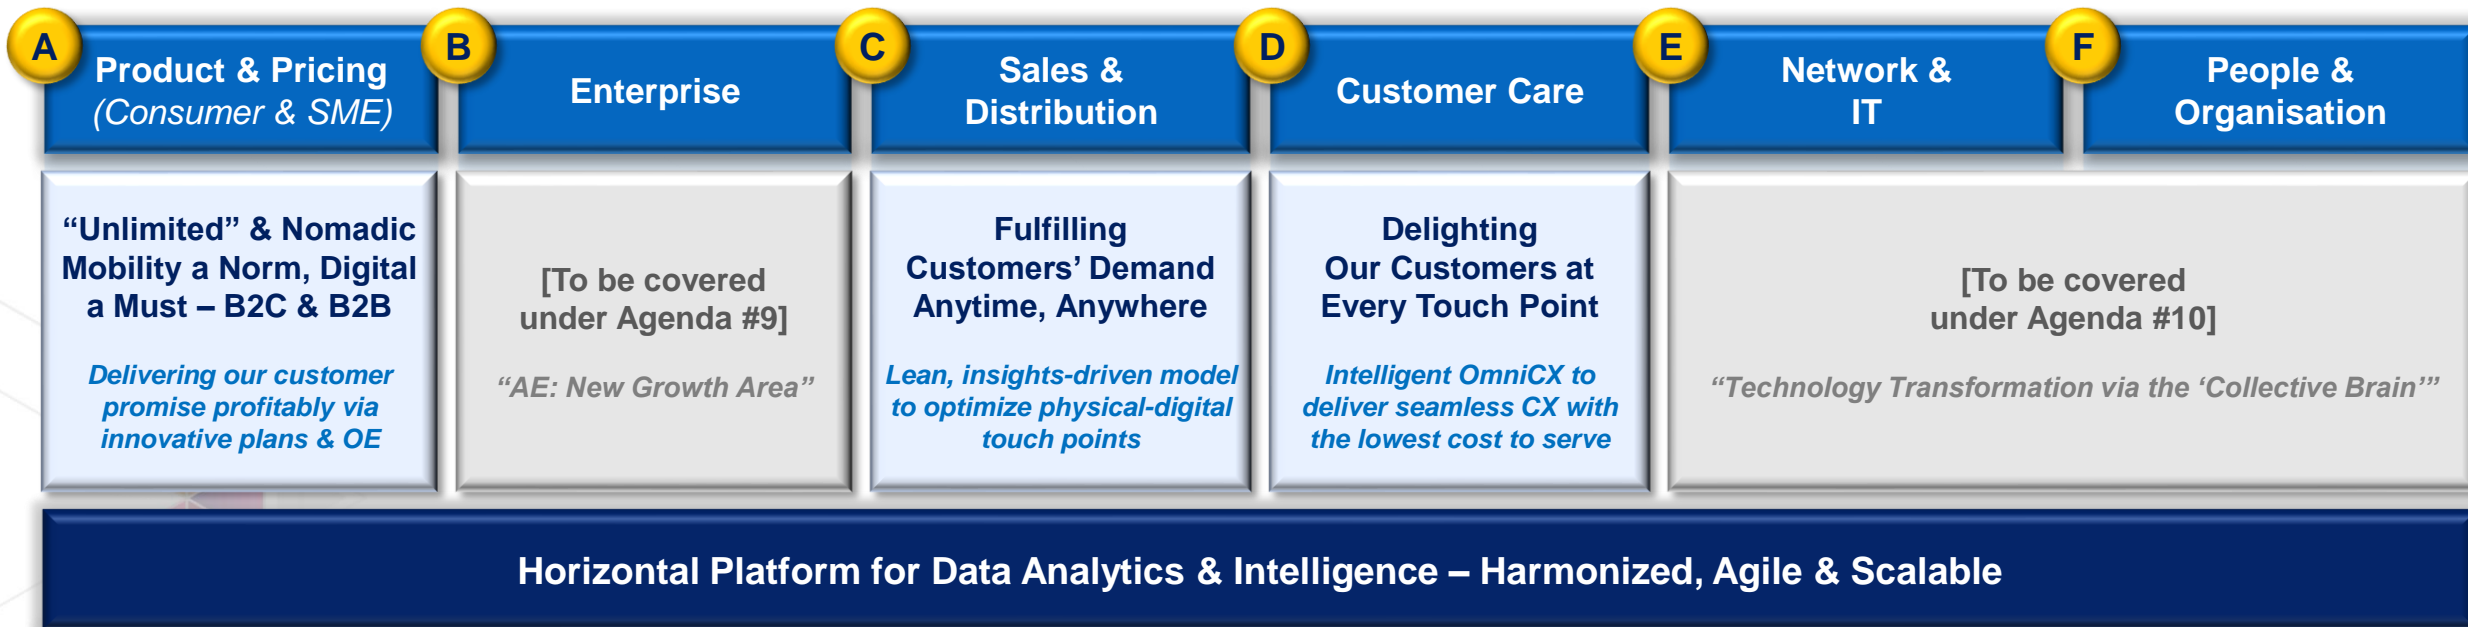 A
Product & Pricing
(Consumer & SME)
B
Enterprise
C
Sales &
Distribution
D
Customer Care
E
Network &
IT
F
People &
Organisation
“Unlimited” & Nomadic
Mobility a Norm, Digital
a Must – B2C & B2B
Delivering our customer
promise profitably via
innovative plans & OE
[To be covered
under Agenda #9]
“AE: New Growth Area”
Fulfilling
Customers’ Demand
Anytime, Anywhere
Lean, insights-driven model
to optimize physical-digital
touch points
Delighting
Our Customers at
Every Touch Point
Intelligent OmniCX to
deliver seamless CX with
the lowest cost to serve
[To be covered
under Agenda #10]
“Technology Transformation via the ‘Collective Brain’”
Horizontal Platform for Data Analytics & Intelligence – Harmonized, Agile & Scalable